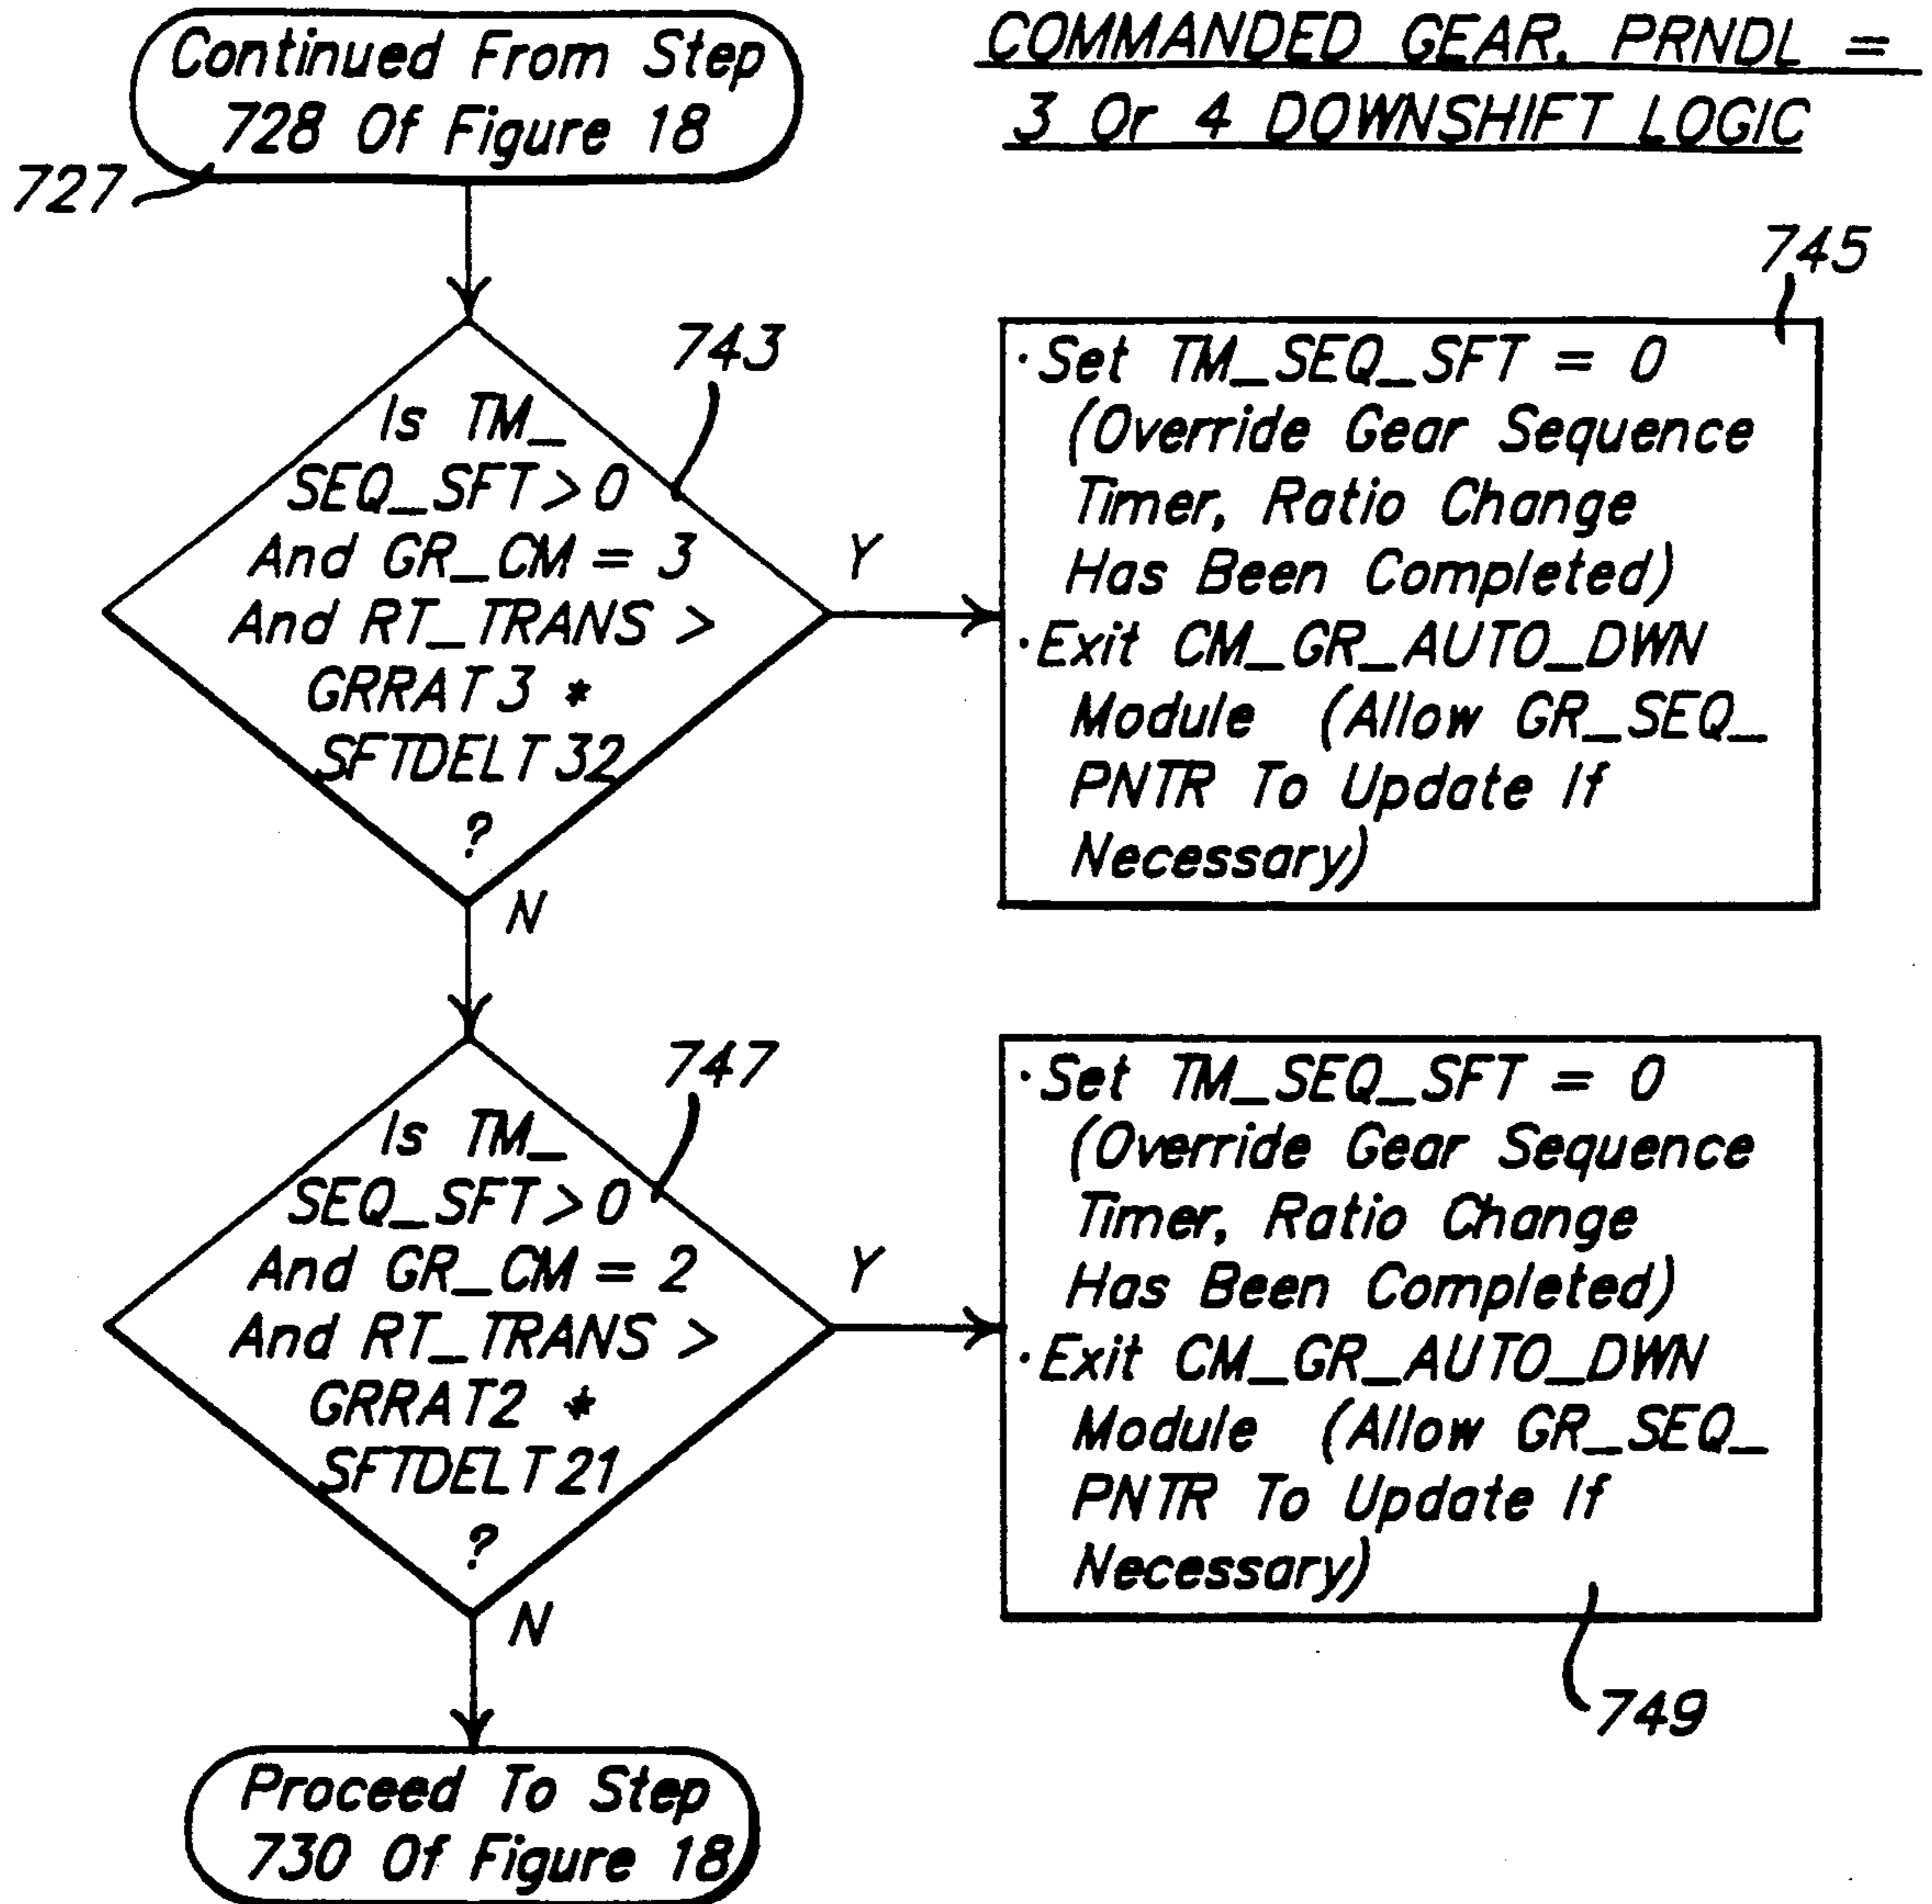 COMMANDED GEAR, PRNDL =
3 Or 4 DOWNSHIFT LOGIC
Continued From Step
728 Of Figure 18
727
743
Is TM_
SEQ_SFT>0
And GR_CM = 3
And RT_TRANS >
GRRAT3 *
SFTDELT32
?
Y
N
745
·Set TM_SEQ_SFT = 0
(Override Gear Sequence
Timer, Ratio Change
Has Been Completed)
·Exit CM_GR_AUTO_DWN
Module (Allow GR_SEQ_
PNTR To Update If
Necessary)
747
Is TM_
SEQ_SFT>0
And GR_CM = 2
And RT_TRANS >
GRRAT2 *
SFTDELT21
?
Y
N
·Set TM_SEQ_SFT = 0
(Override Gear Sequence
Timer, Ratio Change
Has Been Completed)
·Exit CM_GR_AUTO_DWN
Module (Allow GR_SEQ_
PNTR To Update If
Necessary)
749
Proceed To Step
730 Of Figure 18